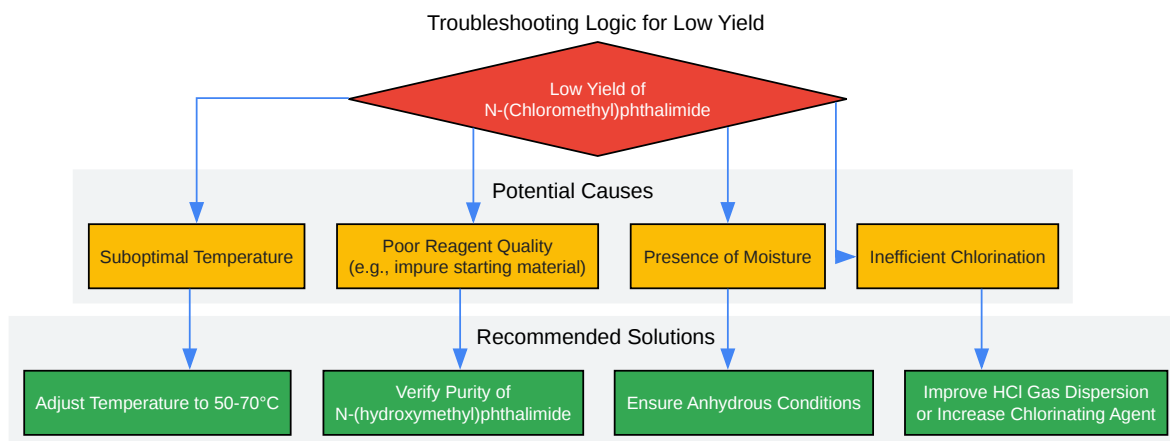 Troubleshooting Logic for Low Yield
Low Yield of
N-(Chloromethyl)phthalimide
Potential Causes
Suboptimal Temperature
Poor Reagent Quality
(e.g., impure starting material)
Presence of Moisture
Inefficient Chlorination
Recommended Solutions
Adjust Temperature to 50-70°C
Verify Purity of
N-(hydroxymethyl)phthalimide
Ensure Anhydrous Conditions
Improve HCl Gas Dispersion
or Increase Chlorinating Agent